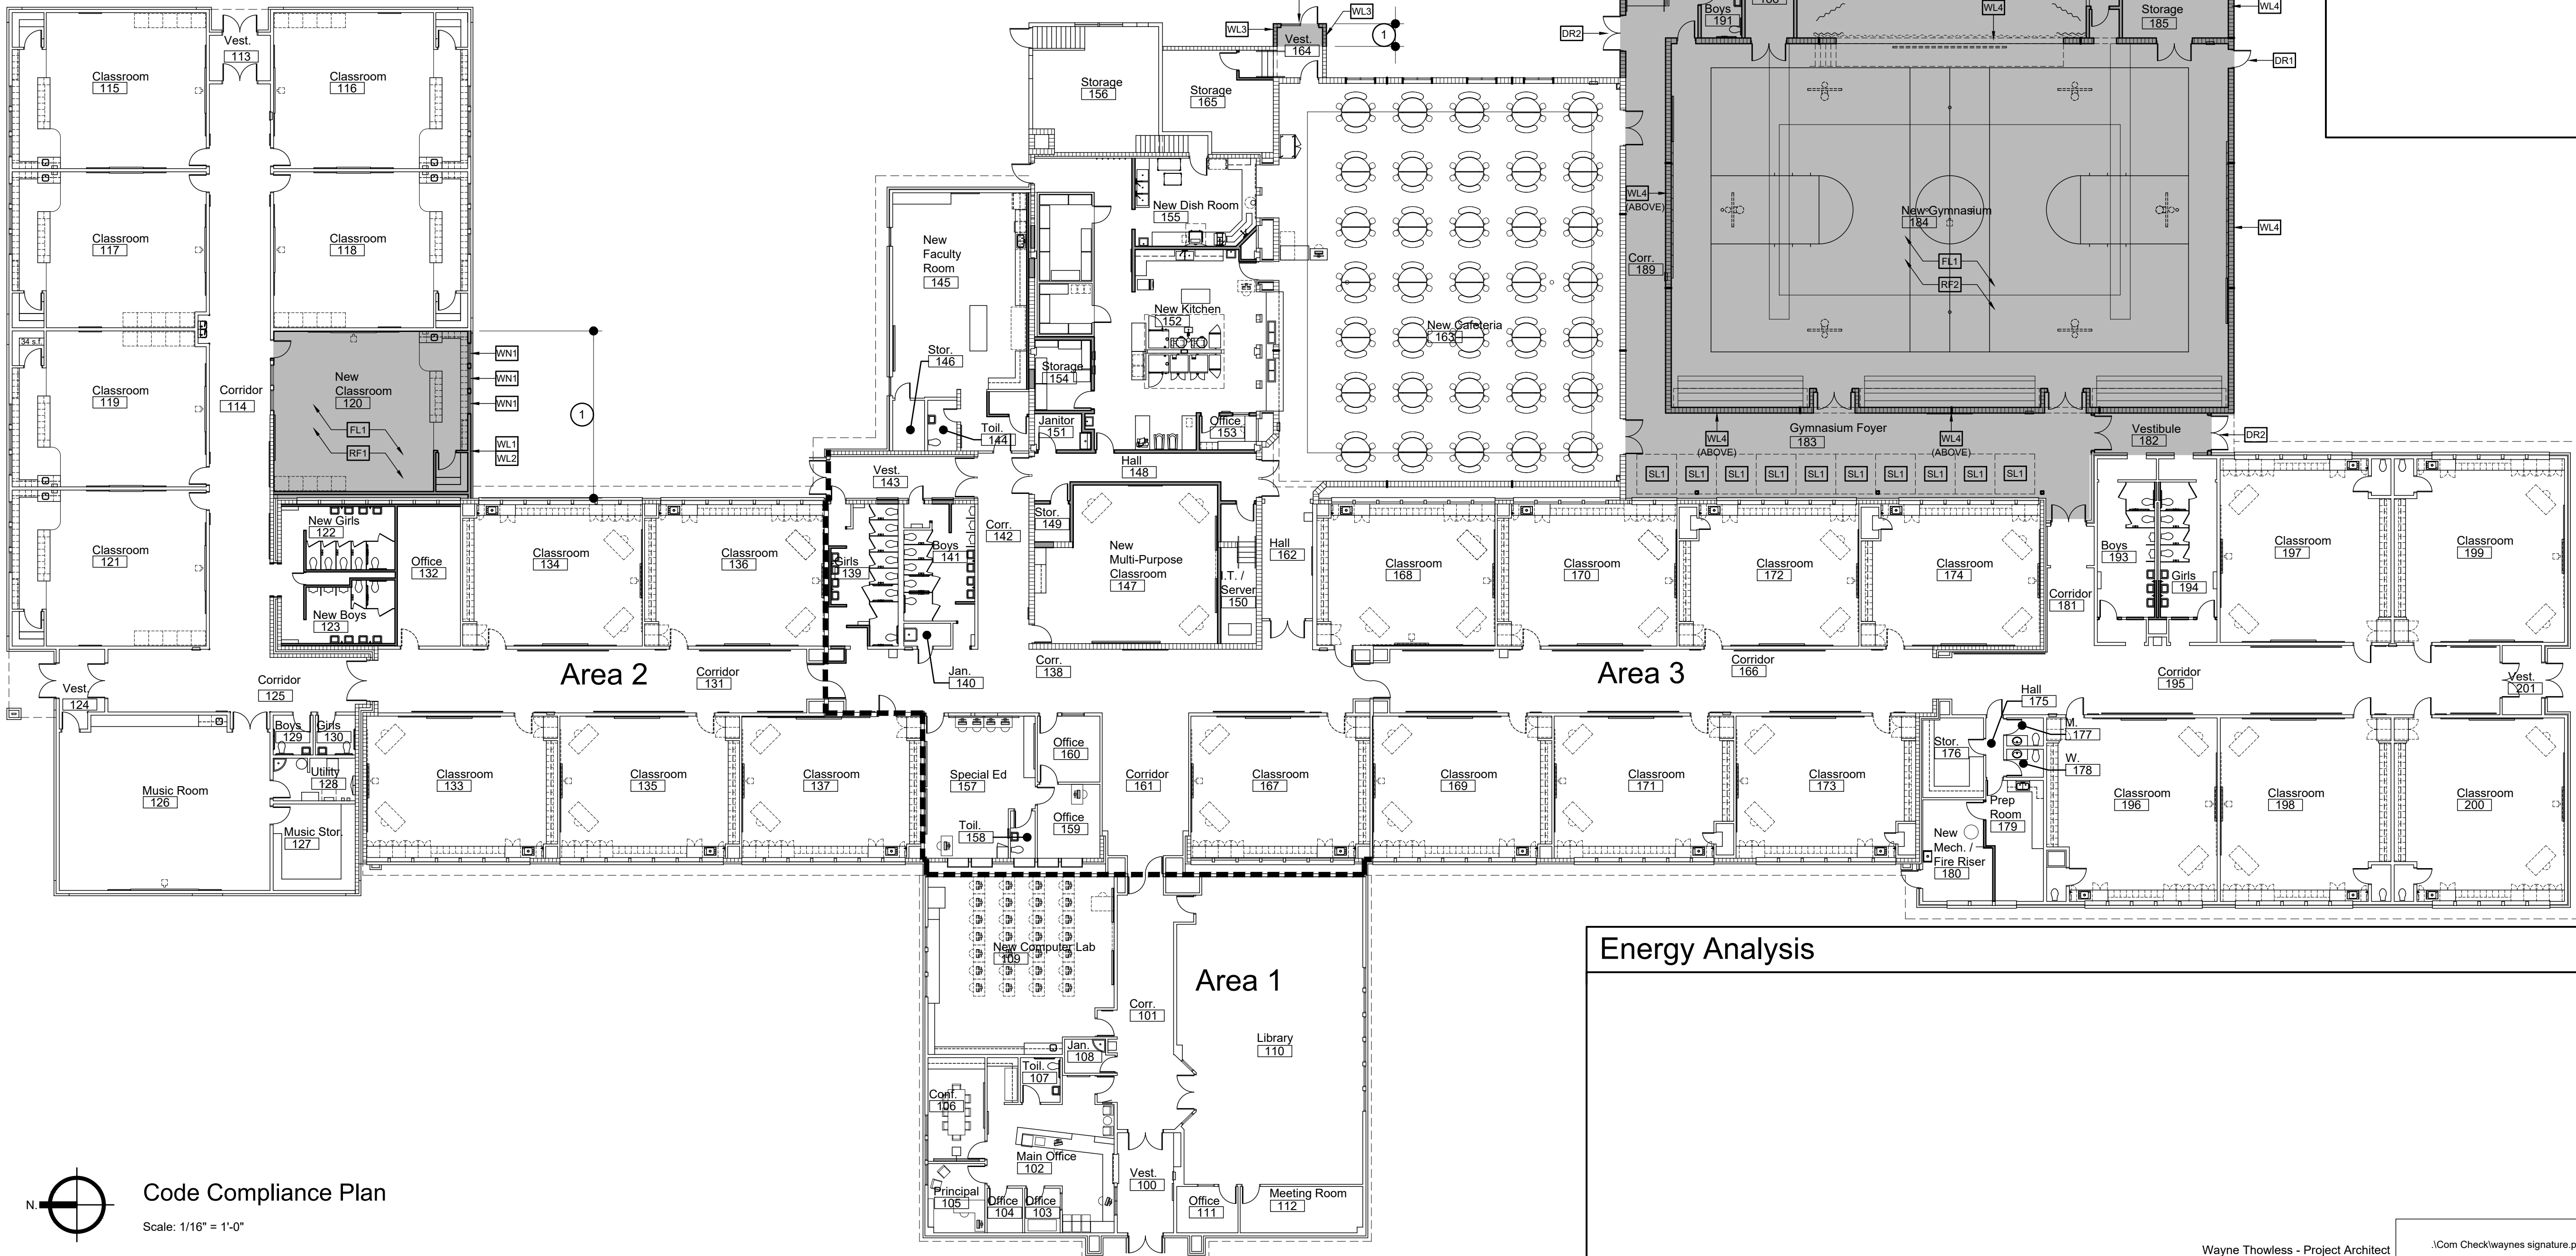 Boys
191
WL4
Storage
185
WL4
WL3
WL3
Vest.
164
1
DR2
DR1
Vest.
113
Classroom
115
Classroom
116
Storage
156
Storage
165
Classroom
117
Classroom
118
New
Faculty
Room
145
New Dish Room
155
WL4
(ABOVE)
New Gymnasium
184
WL4
Corr.
189
FL1
RF2
New Kitchen
152
New Cafeteria
163
34 s.f.
Classroom
119
Corridor
114
New
Classroom
120
FL1
RF1
WN1
WN1
WN1
WL1
WL2
1
Stor.
146
Storage
154
Toil.
144
Janitor
151
Office
153
Gymnasium Foyer
183
WL4
(ABOVE)
WL4
(ABOVE)
Vestibule
182
DR2
Vest.
143
Hall
148
SL1
SL1
SL1
SL1
SL1
SL1
SL1
SL1
SL1
SL1
Classroom
121
New Girls
122
New Boys
123
Office
132
Classroom
134
Classroom
136
Girls
139
Boys
141
Corr.
142
Stor.
149
New
Multi-Purpose
Classroom
147
I.T. /
Server
150
Hall
162
Classroom
168
Classroom
170
Classroom
172
Classroom
174
Corridor
181
Boys
193
Girls
194
Classroom
197
Classroom
199
Vest.
124
Corridor
125
Area 2
Corridor
131
Jan.
140
Corr.
138
Area 3
Corridor
166
Hall
175
Corridor
195
Vest.
201
Music Room
126
Boys
129
Girls
130
Utility
128
Music Stor.
127
Classroom
133
Classroom
135
Classroom
137
Special Ed
157
Toil.
158
Office
160
Office
159
Corridor
161
Classroom
167
Classroom
169
Classroom
171
Classroom
173
Stor.
176
M.
177
W.
178
Prep
Room
179
New
Mech. /
Fire Riser
180
Classroom
196
Classroom
198
Classroom
200
New Computer Lab
109
Area 1
Corr.
101
Library
110
Jan.
108
Toil.
107
Conf.
106
Main Office
102
Principal
105
Office
104
Office
103
Vest.
100
Office
111
Meeting Room
112
Energy Analysis
N.
Code Compliance Plan
Scale: 1/16" = 1'-0"
Wayne Thowless - Project Architect
.\Com Check\waynes signature.p